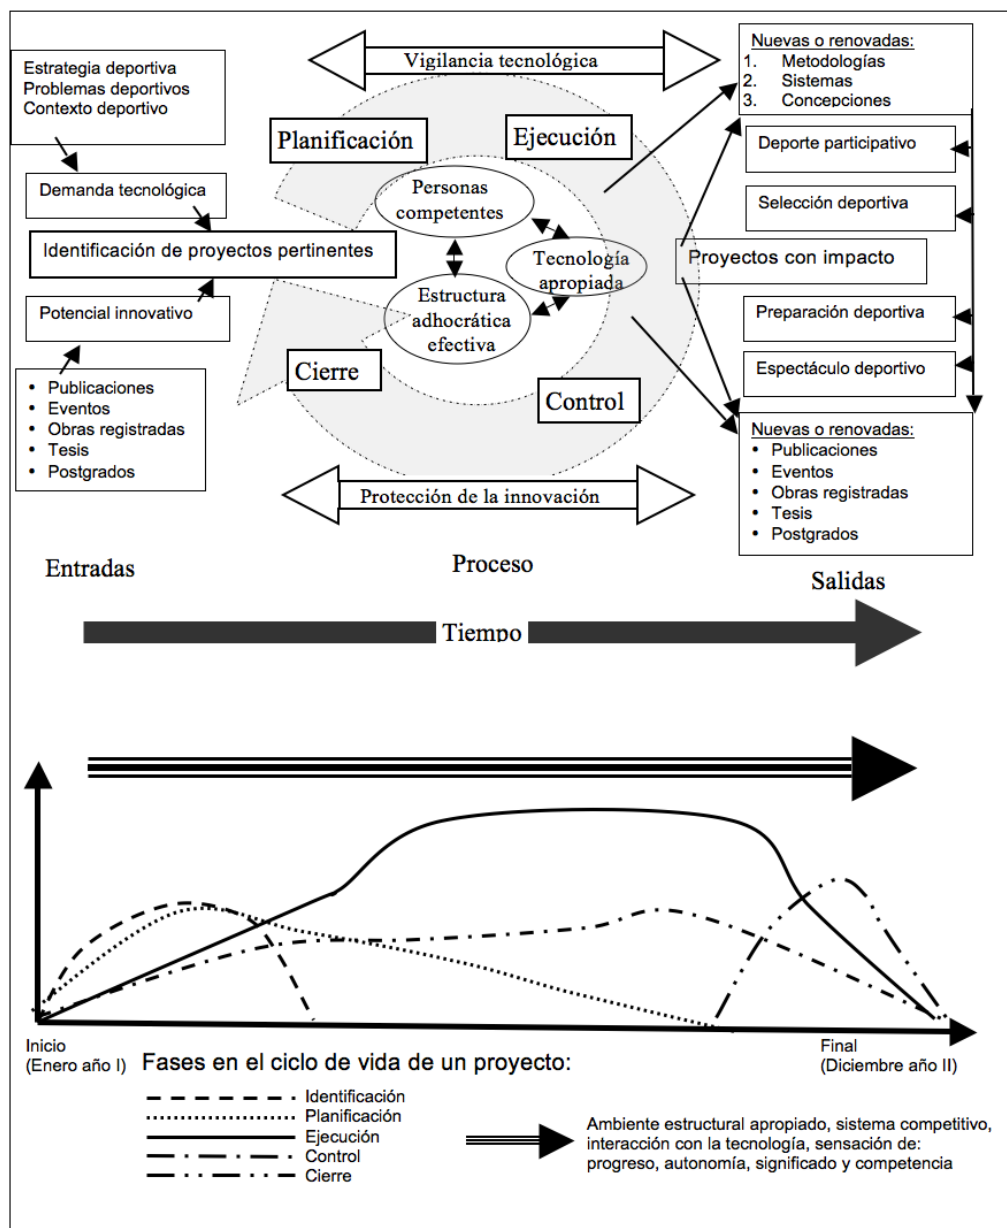 Estrategia deportiva
Problemas deportivos
Contexto deportivo
Demanda tecnológica
Identificación de proyectos pertinentes
Potencial innovativo
• Publicaciones
• Eventos
• Obras registradas
• Tesis
• Postgrados
Vigilancia tecnológica
Planificación
Ejecución
Personas
competentes
Tecnología
apropiada
Estructura
adhocrática
efectiva
Cierre
Control
Protección de la innovación
Nuevas o renovadas:
1. Metodologías
2. Sistemas
3. Concepciones
Deporte participativo
Selección deportiva
Proyectos con impacto
Preparación deportiva
Espectáculo deportivo
Nuevas o renovadas:
• Publicaciones
• Eventos
• Obras registradas
• Tesis
• Postgrados
Entradas
Proceso
Salidas
Tiempo
Inicio
(Enero año I)
Final
(Diciembre año II)
Fases en el ciclo de vida de un proyecto:
Identificación
Planificación
Ejecución
Control
Cierre
Ambiente estructural apropiado, sistema competitivo,
interacción con la tecnología, sensación de:
progreso, autonomía, significado y competencia